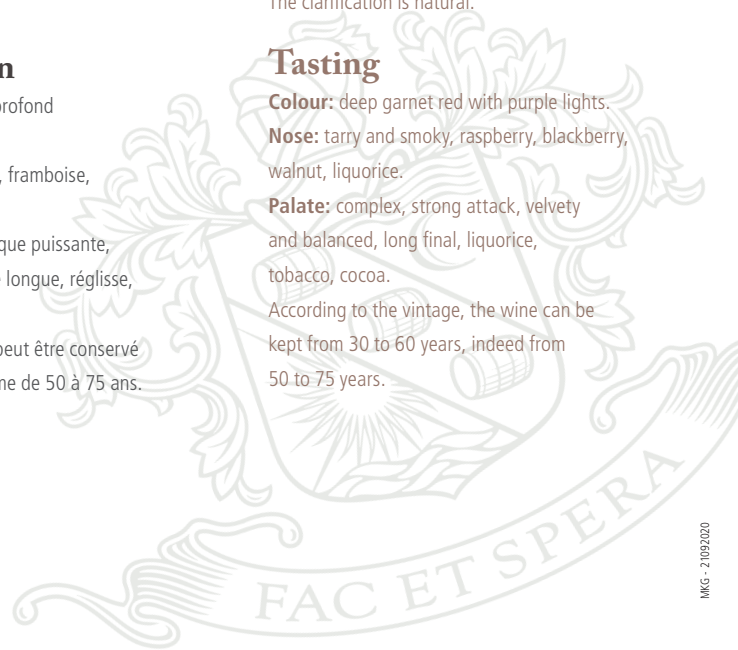 n
profond
, framboise,
que puissante,
longue, réglisse,
peut être conservé
me de 50 à 75 ans.
The clarification is natural.
Tasting
Colour: deep garnet red with purple lights.
Nose: tarry and smoky, raspberry, blackberry,
walnut, liquorice.
Palate: complex, strong attack, velvety
and balanced, long final, liquorice,
tobacco, cocoa.
According to the vintage, the wine can be
kept from 30 to 60 years, indeed from
50 to 75 years.
FAC ET SPERA
MKG - 21092020